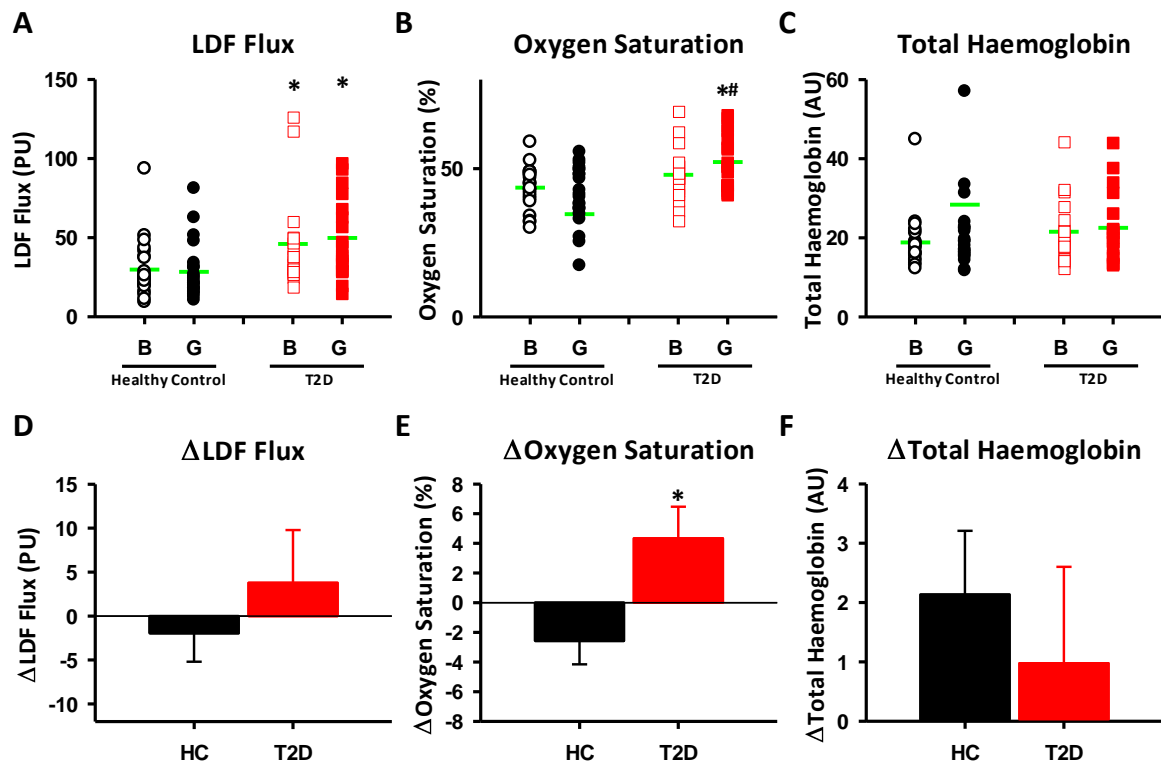 A
LDF Flux
LDF Flux (PU)
150
100
50
0
*
*
B
G
B
G
Healthy Control
T2D
B
Oxygen Saturation
Oxygen Saturation (%)
50
0
*#
B
G
B
G
Healthy Control
T2D
C
Total Haemoglobin
Total Haemoglobin (AU)
60
40
20
0
B
G
B
G
Healthy Control
T2D
D
ΔLDF Flux
ΔLDF Flux (PU)
15
10
5
0
-5
-10
HC
T2D
E
ΔOxygen Saturation
ΔOxygen Saturation (%)
8
6
4
2
0
-2
-4
-6
-8
*
HC
T2D
F
ΔTotal Haemoglobin
ΔTotal Haemoglobin (AU)
4
3
2
1
0
HC
T2D